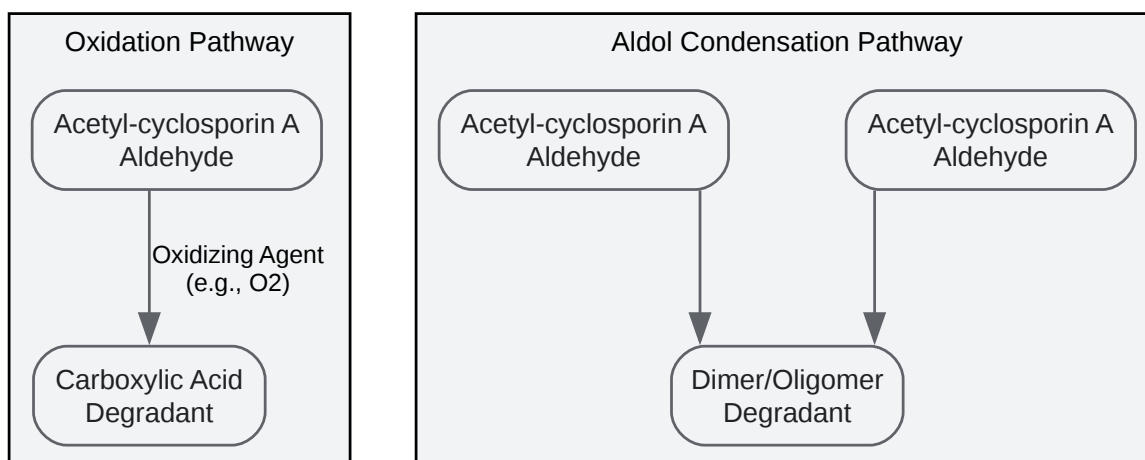 Oxidation Pathway
Acetyl-cyclosporin A
Aldehyde
Oxidizing Agent
(e.g., O2)
Carboxylic Acid
Degradant
Aldol Condensation Pathway
Acetyl-cyclosporin A
Aldehyde
Acetyl-cyclosporin A
Aldehyde
Dimer/Oligomer
Degradant